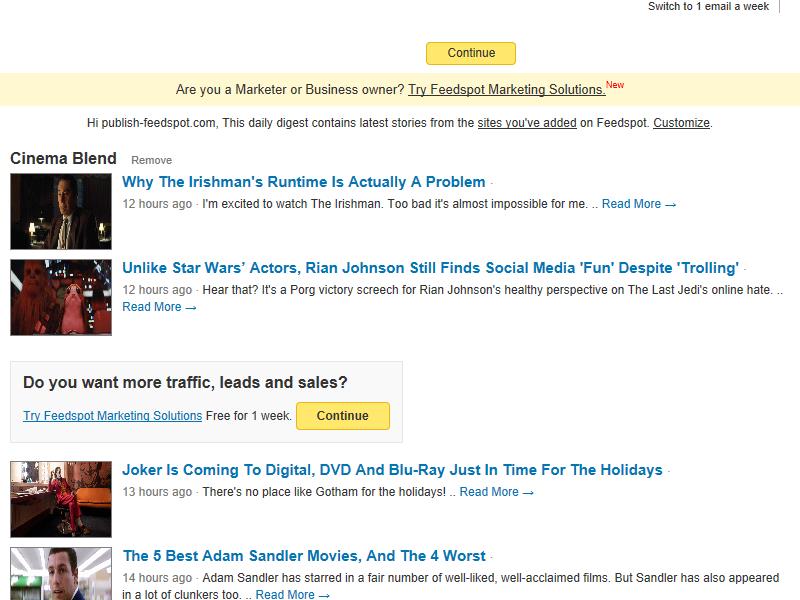 Switch to 1 email a week
Continue
Are you a Marketer or Business owner? Try Feedspot Marketing Solutions.New
Hi publish-feedspot.com, This daily digest contains latest stories from the sites you've added on Feedspot. Customize.
Cinema Blend Remove
Why The Irishman's Runtime Is Actually A Problem ·
12 hours ago · I'm excited to watch The Irishman. Too bad it's almost impossible for me. .. Read More →
Unlike Star Wars’ Actors, Rian Johnson Still Finds Social Media 'Fun' Despite 'Trolling' ·
12 hours ago · Hear that? It's a Porg victory screech for Rian Johnson's healthy perspective on The Last Jedi's online hate. ..
Read More →
Do you want more traffic, leads and sales?
Try Feedspot Marketing Solutions Free for 1 week. Continue
Joker Is Coming To Digital, DVD And Blu-Ray Just In Time For The Holidays ·
13 hours ago · There's no place like Gotham for the holidays! .. Read More →
The 5 Best Adam Sandler Movies, And The 4 Worst ·
14 hours ago · Adam Sandler has starred in a fair number of well-liked, well-acclaimed films. But Sandler has also appeared
in a lot of clunkers too. .. Read More →